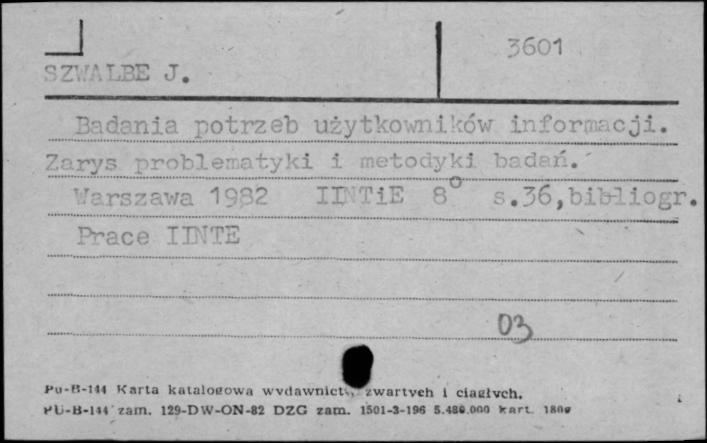 3601
SZWALBE J.
Badania potrzeb użytkowników informacji.
Zarys problematyki i metodyki badań.
Warszawa 1982 IINTiE 8° s.36,bibliogr.
Prace IINTE
03
Pu-B-144 Karta katalogowa wydawnictw zwartych i ciągłych.
PU-B-144 zam. 129-DW-ON-82 DZG zam. 1501-3-196 5.480.000 kart.